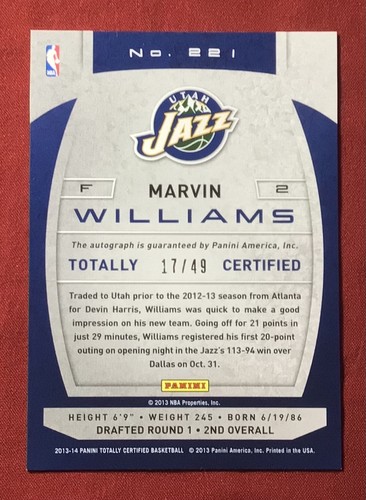 No. 221
NBA
UTAH
JAZZ
F
MARVIN
2
WILLIAMS
The autograph is guaranteed by Panini America, Inc.
TOTALLY 17/49 CERTIFIED
Traded to Utah prior to the 2012-13 season from Atlanta
for Devin Harris, Williams was quick to make a good
impression on his new team. Going off for 21 points in
just 29 minutes, Williams registered his first 20-point
outing on opening night in the Jazz's 113-94 win over
Dallas on Oct. 31.
PANINI
© 2013 NBA Properties, Inc.
HEIGHT 6'9" • WEIGHT 245 • BORN 6/19/86
DRAFTED ROUND 1 • 2ND OVERALL
2013-14 PANINI TOTALLY CERTIFIED BASKETBALL © 2013 Panini America, Inc. Printed in the USA.